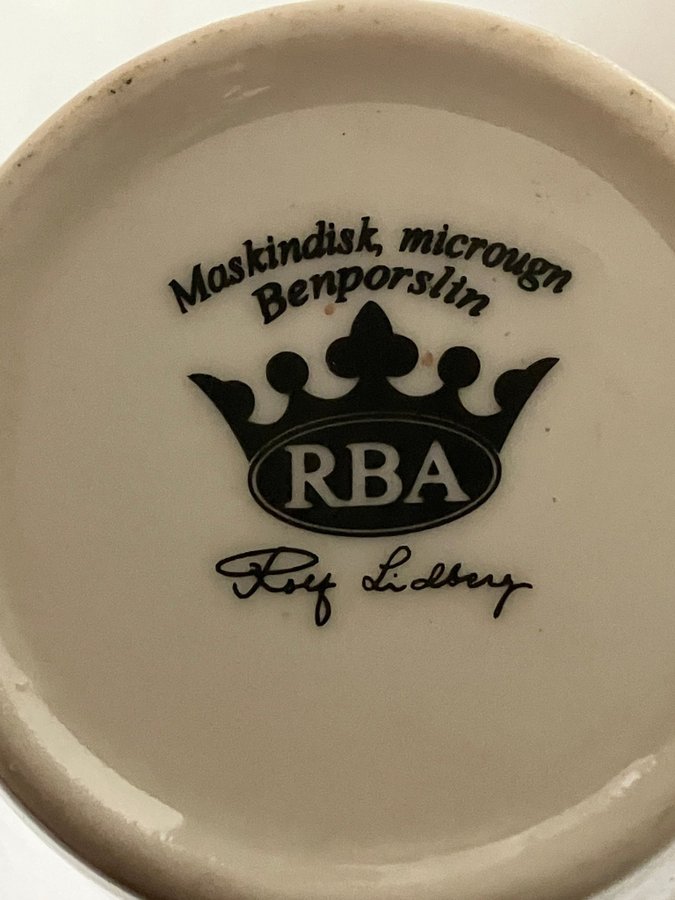 Maskindisk, microugn
Benporslin
RBA
Rolf Lidberg